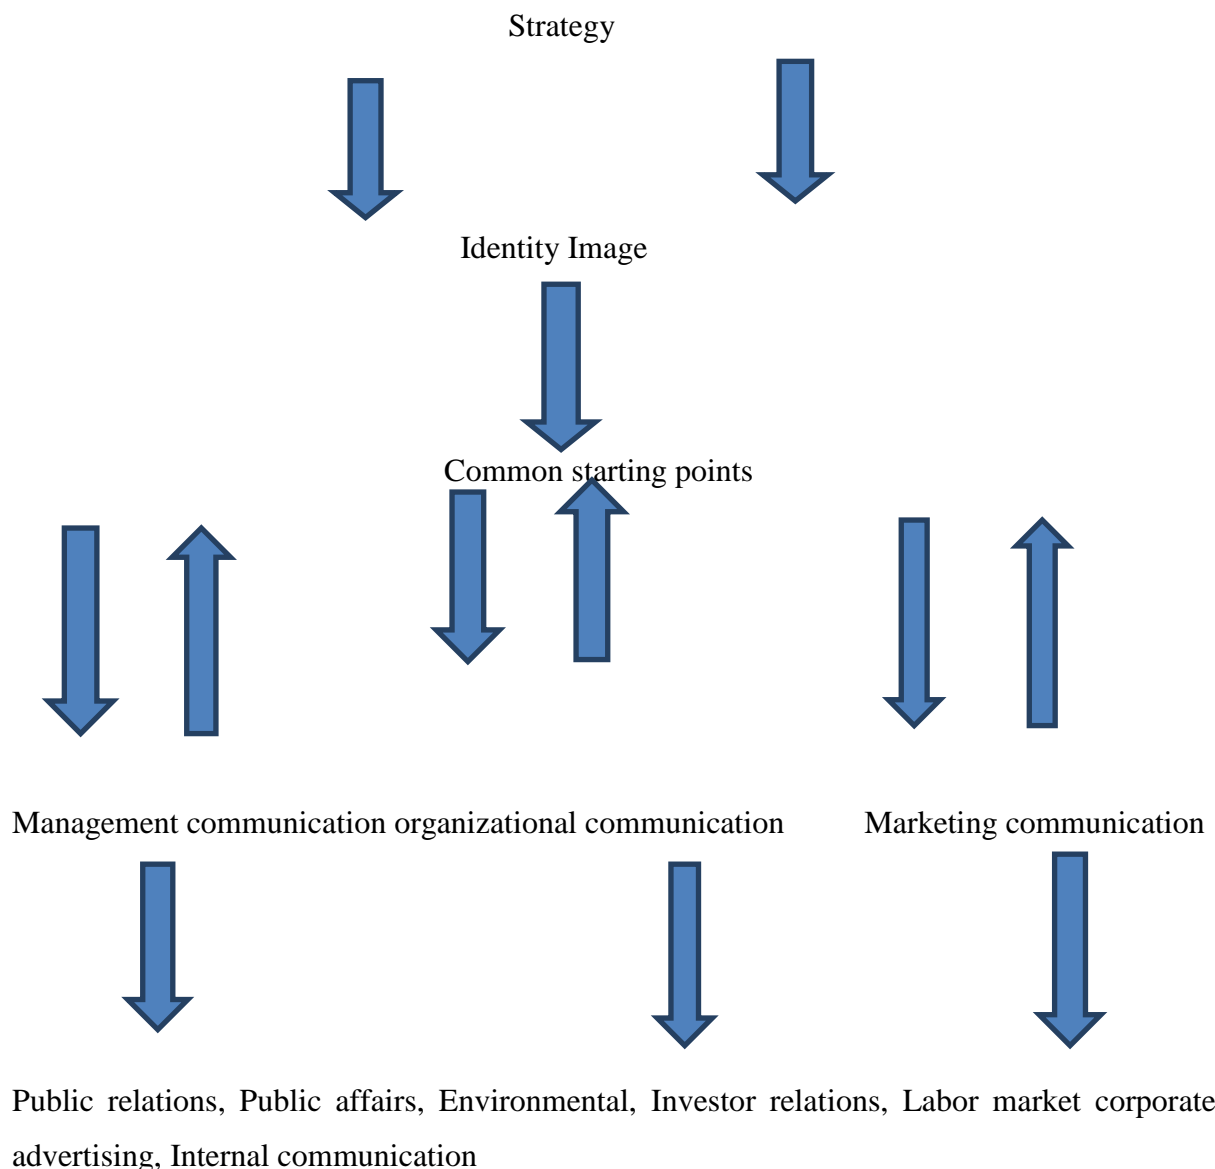 Strategy
Identity Image
Common starting points
Management communication organizational communication Marketing communication
Public relations, Public affairs, Environmental, Investor relations, Labor market corporate
advertising, Internal communication